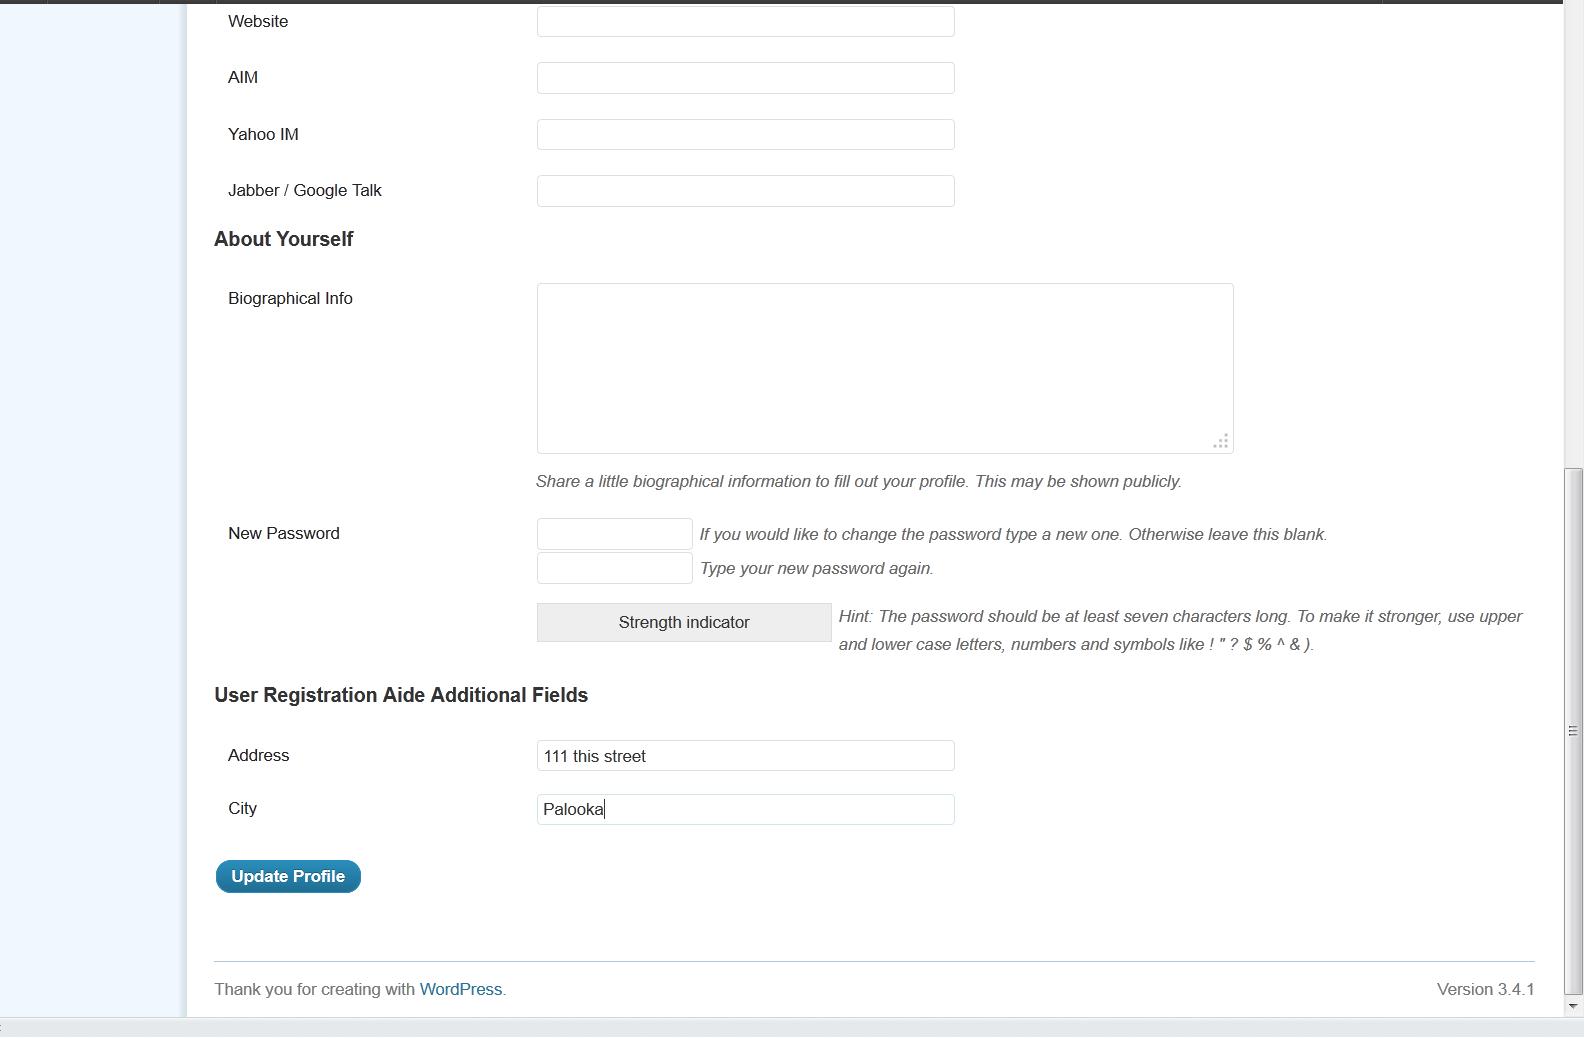 Website
AIM
Yahoo IM
Jabber / Google Talk
About Yourself
Biographical Info
Share a little biographical information to fill out your profile. This may be shown publicly.
New Password
If you would like to change the password type a new one. Otherwise leave this blank.
Type your new password again.
Strength indicator
Hint: The password should be at least seven characters long. To make it stronger, use upper
and lower case letters, numbers and symbols like ! " ? $ % ^ & ).
User Registration Aide Additional Fields
Address
111 this street
City
Palooka
Update Profile
Thank you for creating with WordPress.
Version 3.4.1